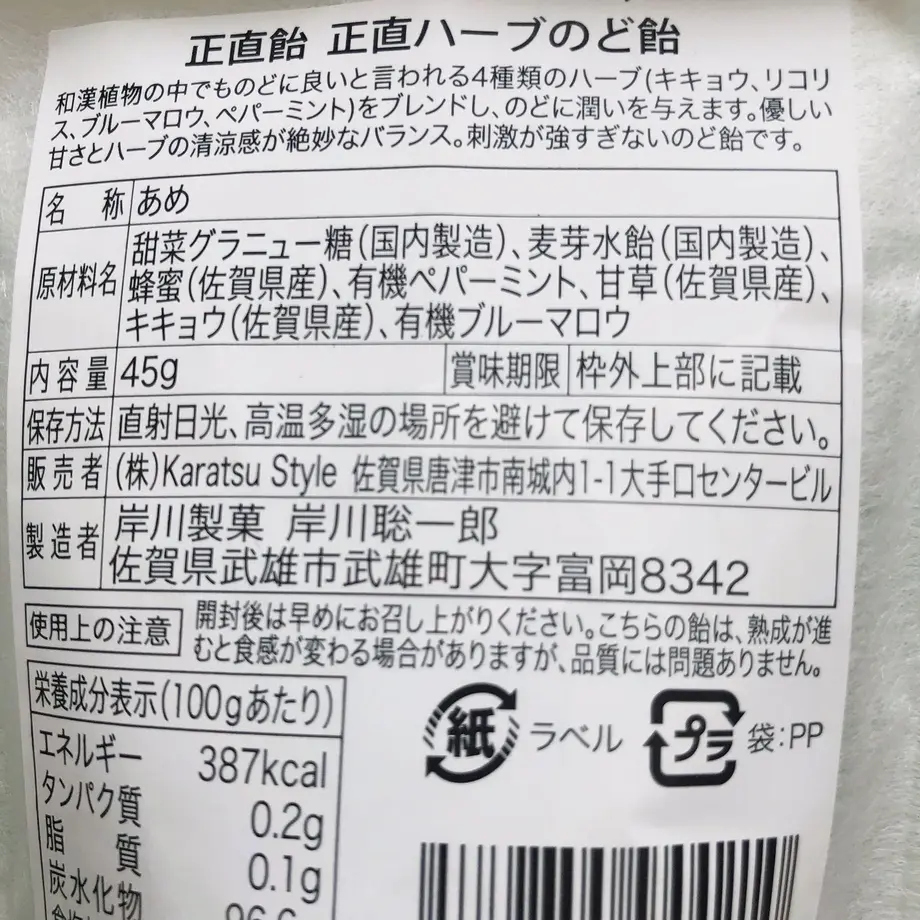 正直飴 正直ハーブのど飴
和漢植物の中でものどに良いと言われる4種類のハーブ(キキョウ、リコリ
ス、ブルーマロウ、ペパーミント)をブレンドし、のどに潤いを与えます。優しい
甘さとハーブの清涼感が絶妙なバランス。刺激が強すぎないのど飴です。
名 称 あめ
原材料名 甜菜グラニュー糖(国内製造)、麦芽水飴(国内製造)、
蜂蜜(佐賀県産)、有機ペパーミント、甘草(佐賀県産)、
キキョウ(佐賀県産)、有機ブルーマロウ
内容量 45g 賞味期限 枠外上部に記載
保存方法 直射日光、高温多湿の場所を避けて保存してください。
販売者 (株)Karatsu Style 佐賀県唐津市南城内1-1大手口センタービル
製造者 岸川製菓 岸川聡一郎
佐賀県武雄市武雄町大字富岡8342
使用上の注意 開封後は早めにお召し上がりください。こちらの飴は、熟成が進
むと食感が変わる場合がありますが、品質には問題ありません。
栄養成分表示(100gあたり)
エネルギー 387kcal
タンパク質 0.2g
脂 質 0.1g
炭水化物
紙 ラベル プラ 袋:PP